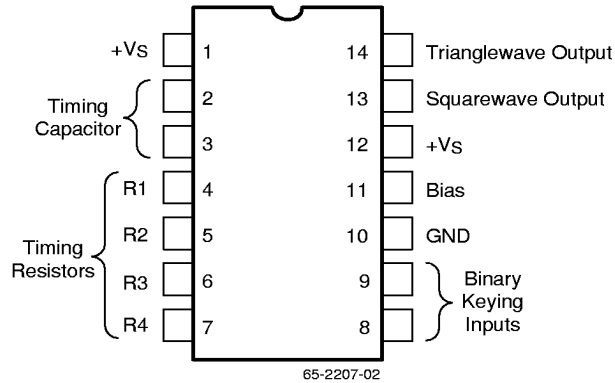 +VS 1 14 Trianglewave Output
Timing Capacitor 2 13 Squarewave Output
3 12 +VS
R1 4 11 Bias
Timing Resistors R2 5 10 GND
R3 6 9 Binary Keying Inputs
R4 7 8
65-2207-02